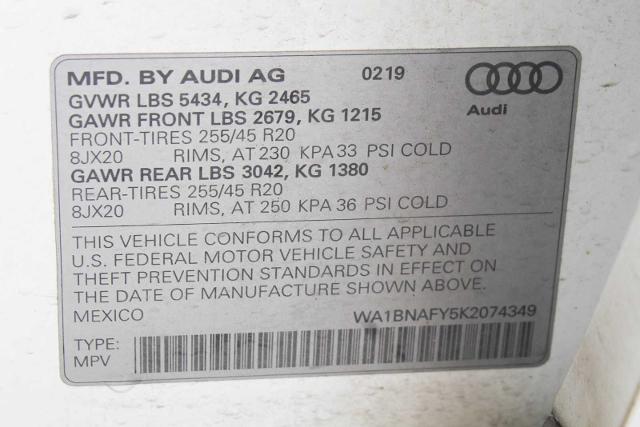 MFD. BY AUDI AG 0219
Audi
GVWR LBS 5434, KG 2465
GAWR FRONT LBS 2679, KG 1215
FRONT-TIRES 255/45 R20
8JX20 RIMS, AT 230 KPA 33 PSI COLD
GAWR REAR LBS 3042, KG 1380
REAR-TIRES 255/45 R20
8JX20 RIMS, AT 250 KPA 36 PSI COLD
THIS VEHICLE CONFORMS TO ALL APPLICABLE
U.S. FEDERAL MOTOR VEHICLE SAFETY AND
THEFT PREVENTION STANDARDS IN EFFECT ON
THE DATE OF MANUFACTURE SHOWN ABOVE.
MEXICO WA1BNAFY5K2074349
TYPE:
MPV